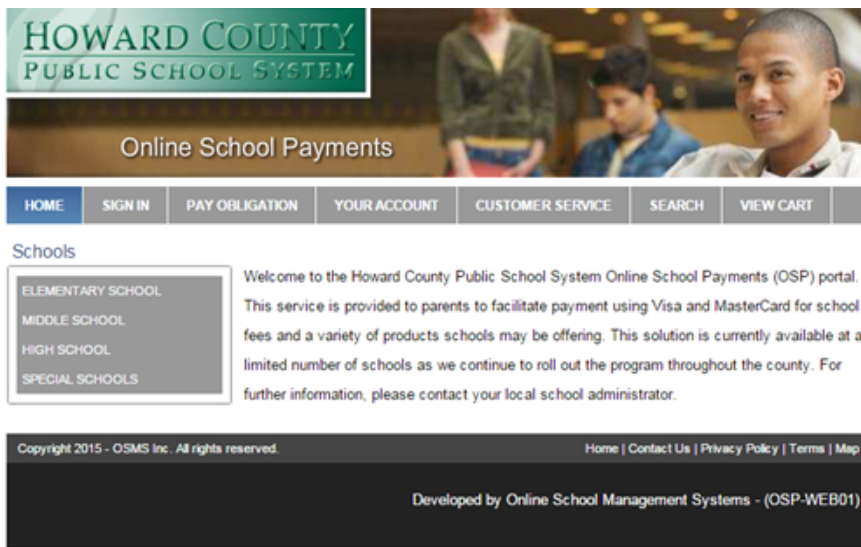 HOWARD COUNTY
PUBLIC SCHOOL SYSTEM
Online School Payments
HOME SIGN IN PAY OBLIGATION YOUR ACCOUNT CUSTOMER SERVICE SEARCH VIEW CART
Schools
ELEMENTARY SCHOOL
MIDDLE SCHOOL
HIGH SCHOOL
SPECIAL SCHOOLS
Welcome to the Howard County Public School System Online School Payments (OSP) portal.
This service is provided to parents to facilitate payment using Visa and MasterCard for school
fees and a variety of products schools may be offering. This solution is currently available at a
limited number of schools as we continue to roll out the program throughout the county. For
further information, please contact your local school administrator.
Copyright 2015 - OSMS Inc. All rights reserved. Home | Contact Us | Privacy Policy | Terms | Map
Developed by Online School Management Systems - (OSP-WEB01)